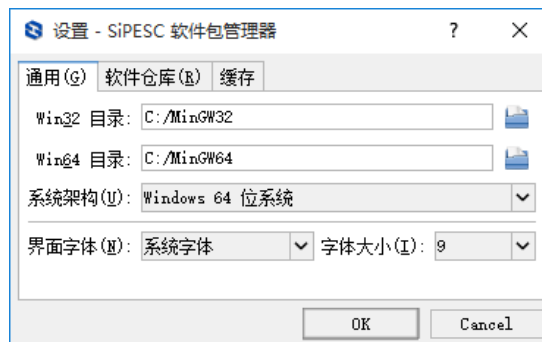 设置 - SiPESC 软件包管理器 ?
通用(G) 软件仓库(R) 缓存
Win32 目录: C:/MinGW32
Win64 目录: C:/MinGW64
系统架构(U): Windows 64 位系统
界面字体(N): 系统字体 字体大小(I): 9
OK Cancel